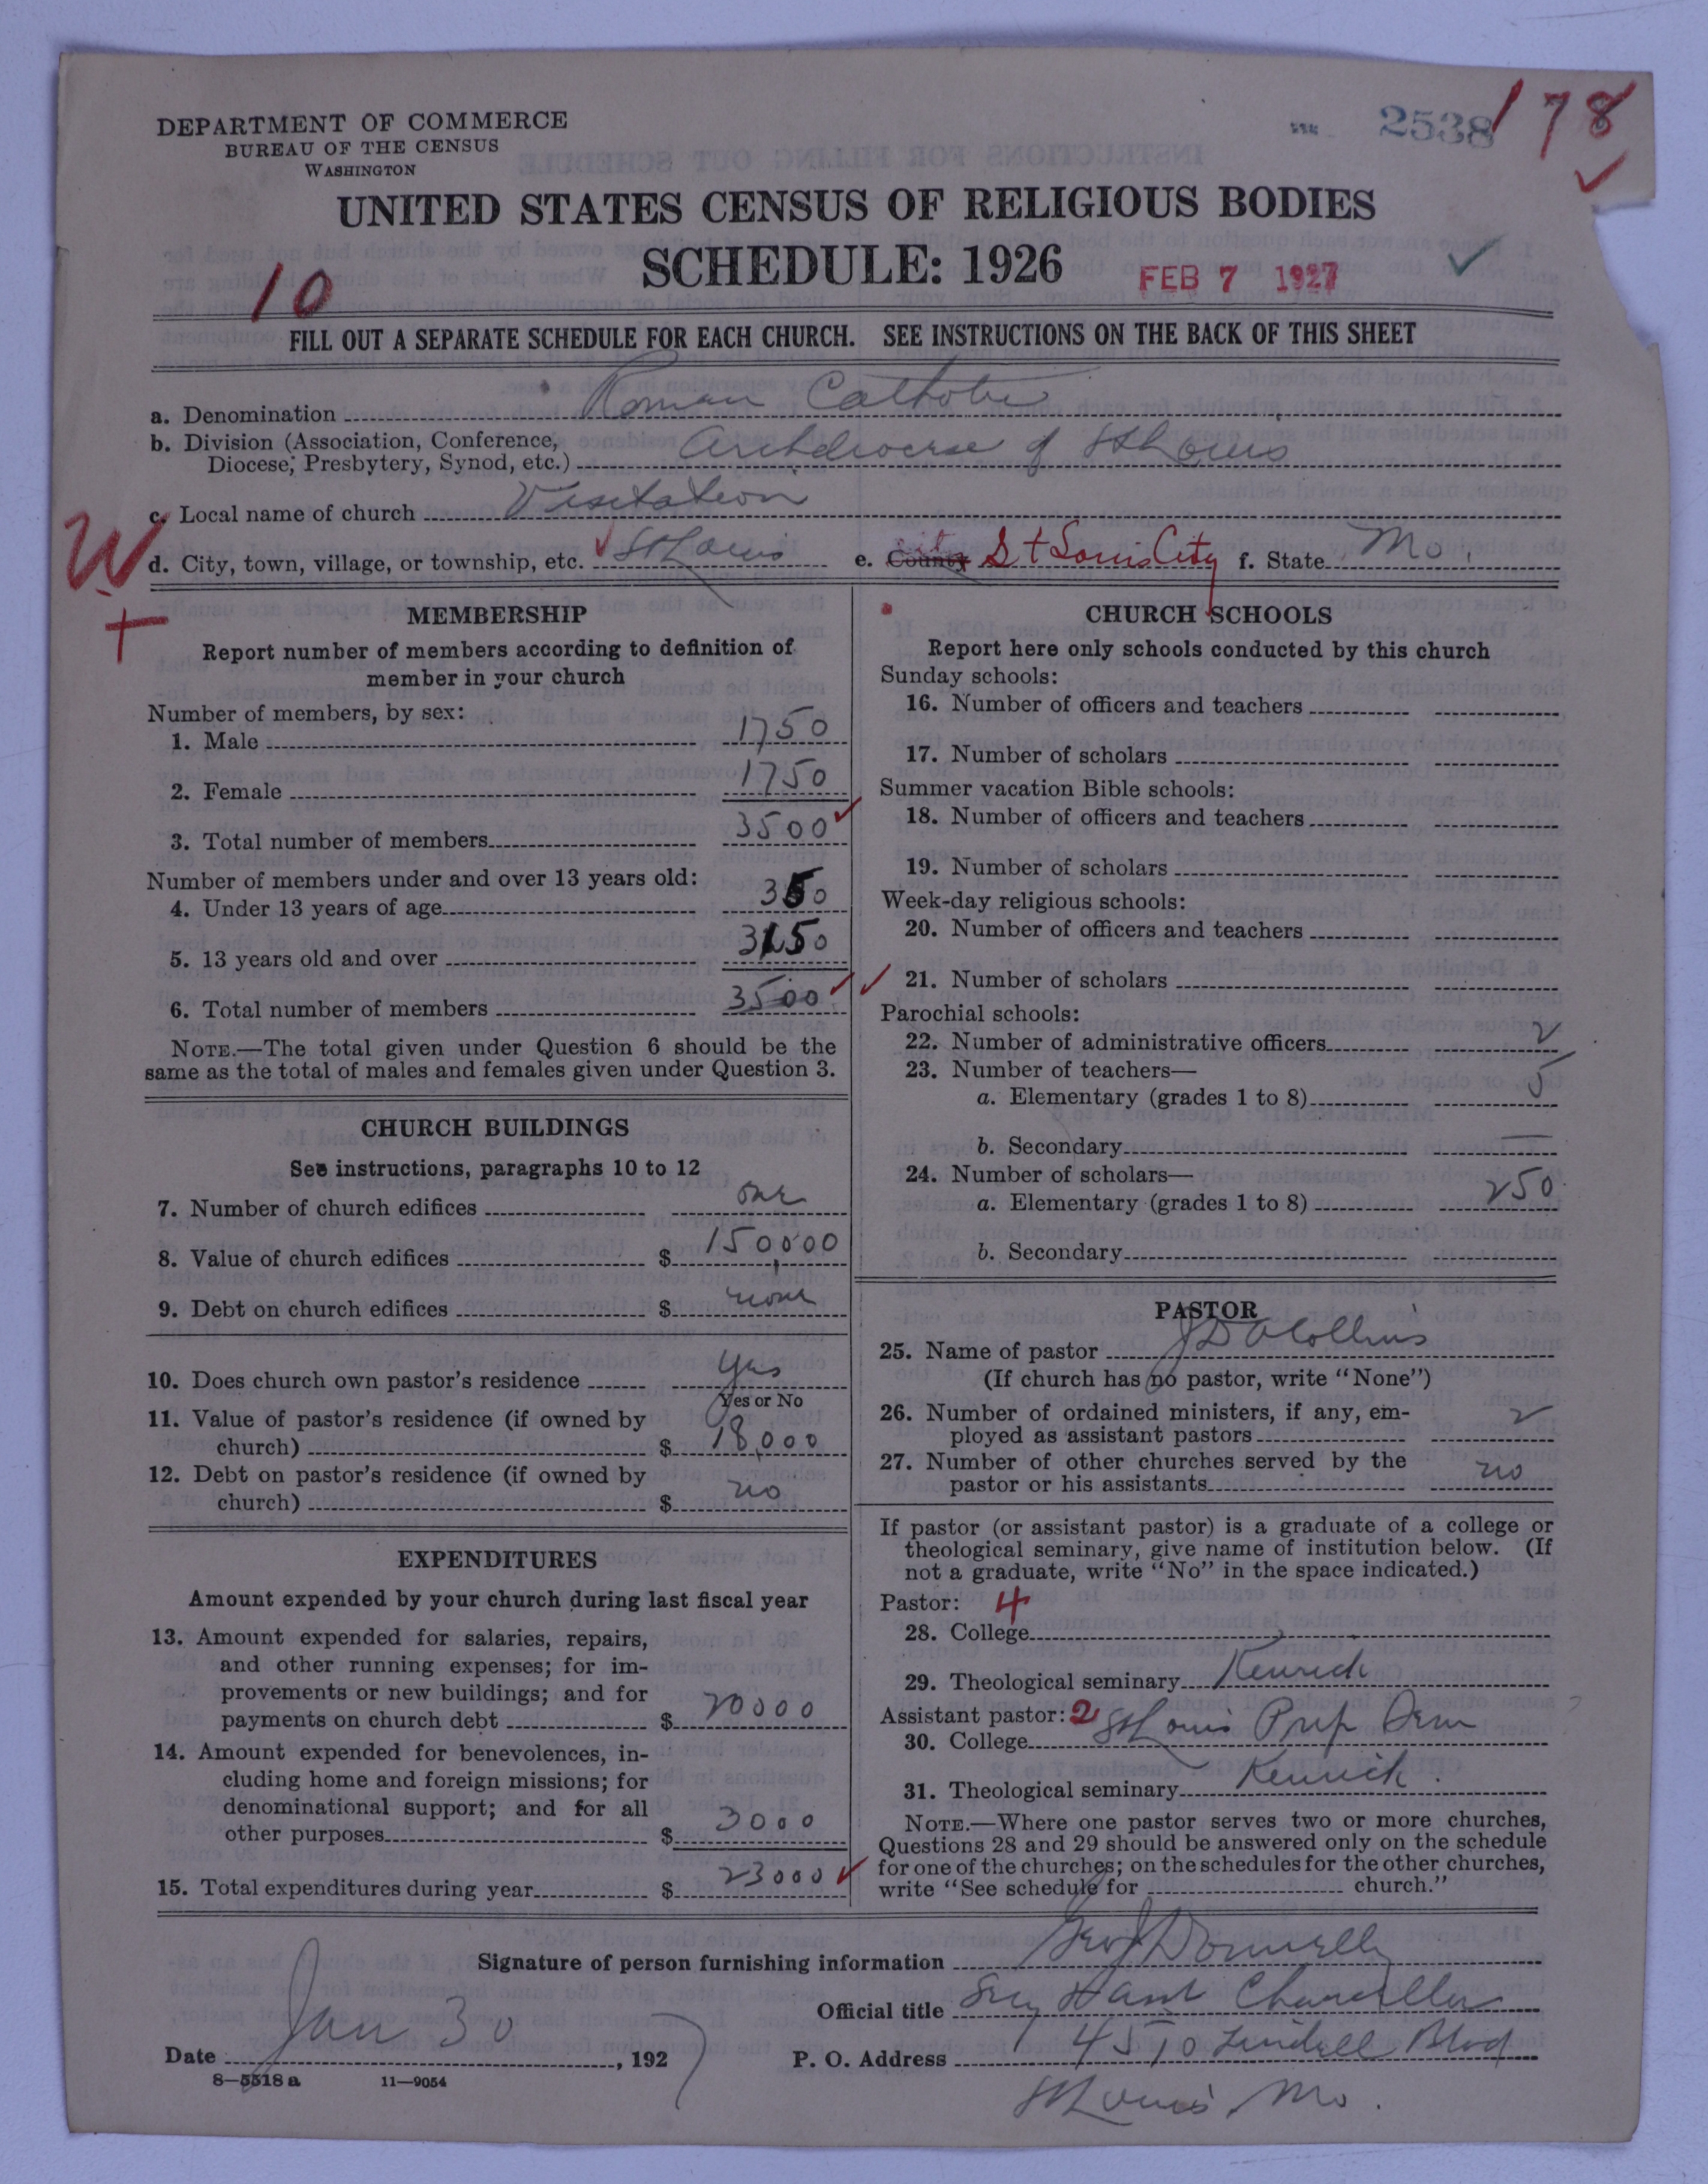 178
2538
DEPARTMENT OF COMMERCE
BUREAU OF THE CENSUS
WASHINGTON
UNITED STATES CENSUS OF RELIGIOUS BODIES
SCHEDULE: 1926
FEB 7 1927
10
FILL OUT A SEPARATE SCHEDULE FOR EACH CHURCH. SEE INSTRUCTIONS ON THE BACK OF THIS SHEET
a. Denomination Roman Catholic
b. Division (Association, Conference,
Diocese, Presbytery, Synod, etc.) Archdiocese of St Louis
c. Local name of church Visitation
W
d. City, town, village, or township, etc. St Louis e. County City St Louis City f. State Mo.
MEMBERSHIP
Report number of members according to definition of
member in your church
Number of members, by sex:
1. Male 1750
2. Female 1750
3. Total number of members 3500
Number of members under and over 13 years old:
4. Under 13 years of age 350
5. 13 years old and over 3150
6. Total number of members 3500
NOTE.—The total given under Question 6 should be the
same as the total of males and females given under Question 3.
CHURCH BUILDINGS
See instructions, paragraphs 10 to 12
7. Number of church edifices one
8. Value of church edifices $ 150,000
9. Debt on church edifices $ none
10. Does church own pastor's residence Yes
Yes or No
11. Value of pastor's residence (if owned by
church) $ 18,000
12. Debt on pastor's residence (if owned by
church) $ no
EXPENDITURES
Amount expended by your church during last fiscal year
13. Amount expended for salaries, repairs,
and other running expenses; for im-
provements or new buildings; and for
payments on church debt $ 20000
14. Amount expended for benevolences, in-
cluding home and foreign missions; for
denominational support; and for all
other purposes $ 3000
15. Total expenditures during year $ 23000
CHURCH SCHOOLS
Report here only schools conducted by this church
Sunday schools:
16. Number of officers and teachers
17. Number of scholars
Summer vacation Bible schools:
18. Number of officers and teachers
19. Number of scholars
Week-day religious schools:
20. Number of officers and teachers
21. Number of scholars
Parochial schools:
22. Number of administrative officers 2
23. Number of teachers—
a. Elementary (grades 1 to 8) 5
b. Secondary —
24. Number of scholars—
a. Elementary (grades 1 to 8) 250
b. Secondary
PASTOR
25. Name of pastor J D Collins
(If church has no pastor, write "None")
26. Number of ordained ministers, if any, em-
ployed as assistant pastors 2
27. Number of other churches served by the
pastor or his assistants no
If pastor (or assistant pastor) is a graduate of a college or
theological seminary, give name of institution below. (If
not a graduate, write "No" in the space indicated.)
Pastor: 4
28. College
29. Theological seminary Kenrick
Assistant pastor: 2
30. College St Louis Prep Sem
31. Theological seminary Kenrick.
NOTE.—Where one pastor serves two or more churches,
Questions 28 and 29 should be answered only on the schedule
for one of the churches; on the schedules for the other churches,
write "See schedule for church."
Signature of person furnishing information Geo J Donnelly
Official title Chancellor
Date Jan 30, 1927 P. O. Address 4510 Lindell Blvd
St Louis, Mo.
8—5518a 11—9054